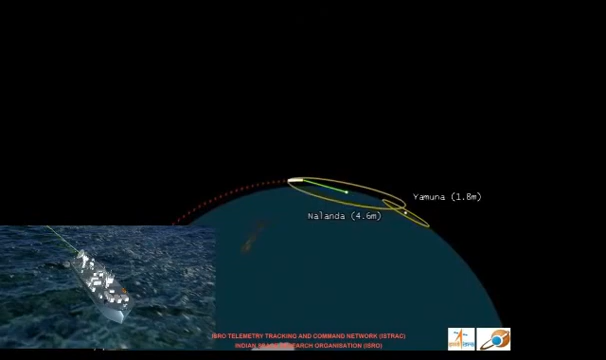 Yamuna (1.8m)
Nalanda (4.6m)
ISRO TELEMETRY TRACKING AND COMMAND NETWORK (ISTRAC)
INDIAN SPACE RESEARCH ORGANISATION (ISRO)